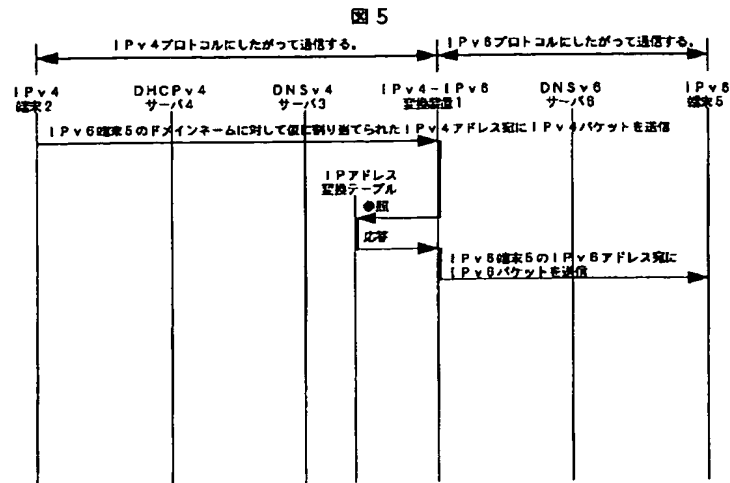 図5
IPv4プロトコルにしたがって通信する。
IPv6プロトコルにしたがって通信する。
IPv4
端末2
DHCPv4
サーバ4
DNSv4
サーバ3
IPv4-IPv6
変換装置1
DNSv6
サーバ6
IPv6
端末5
IPv6端末5のドメインネームに対して仮に割り当てられたIPv4アドレス宛にIPv4パケットを送信
IPアドレス
変換テーブル
参照
応答
IPv6端末5のIPv6アドレス宛に
IPv6パケットを送信